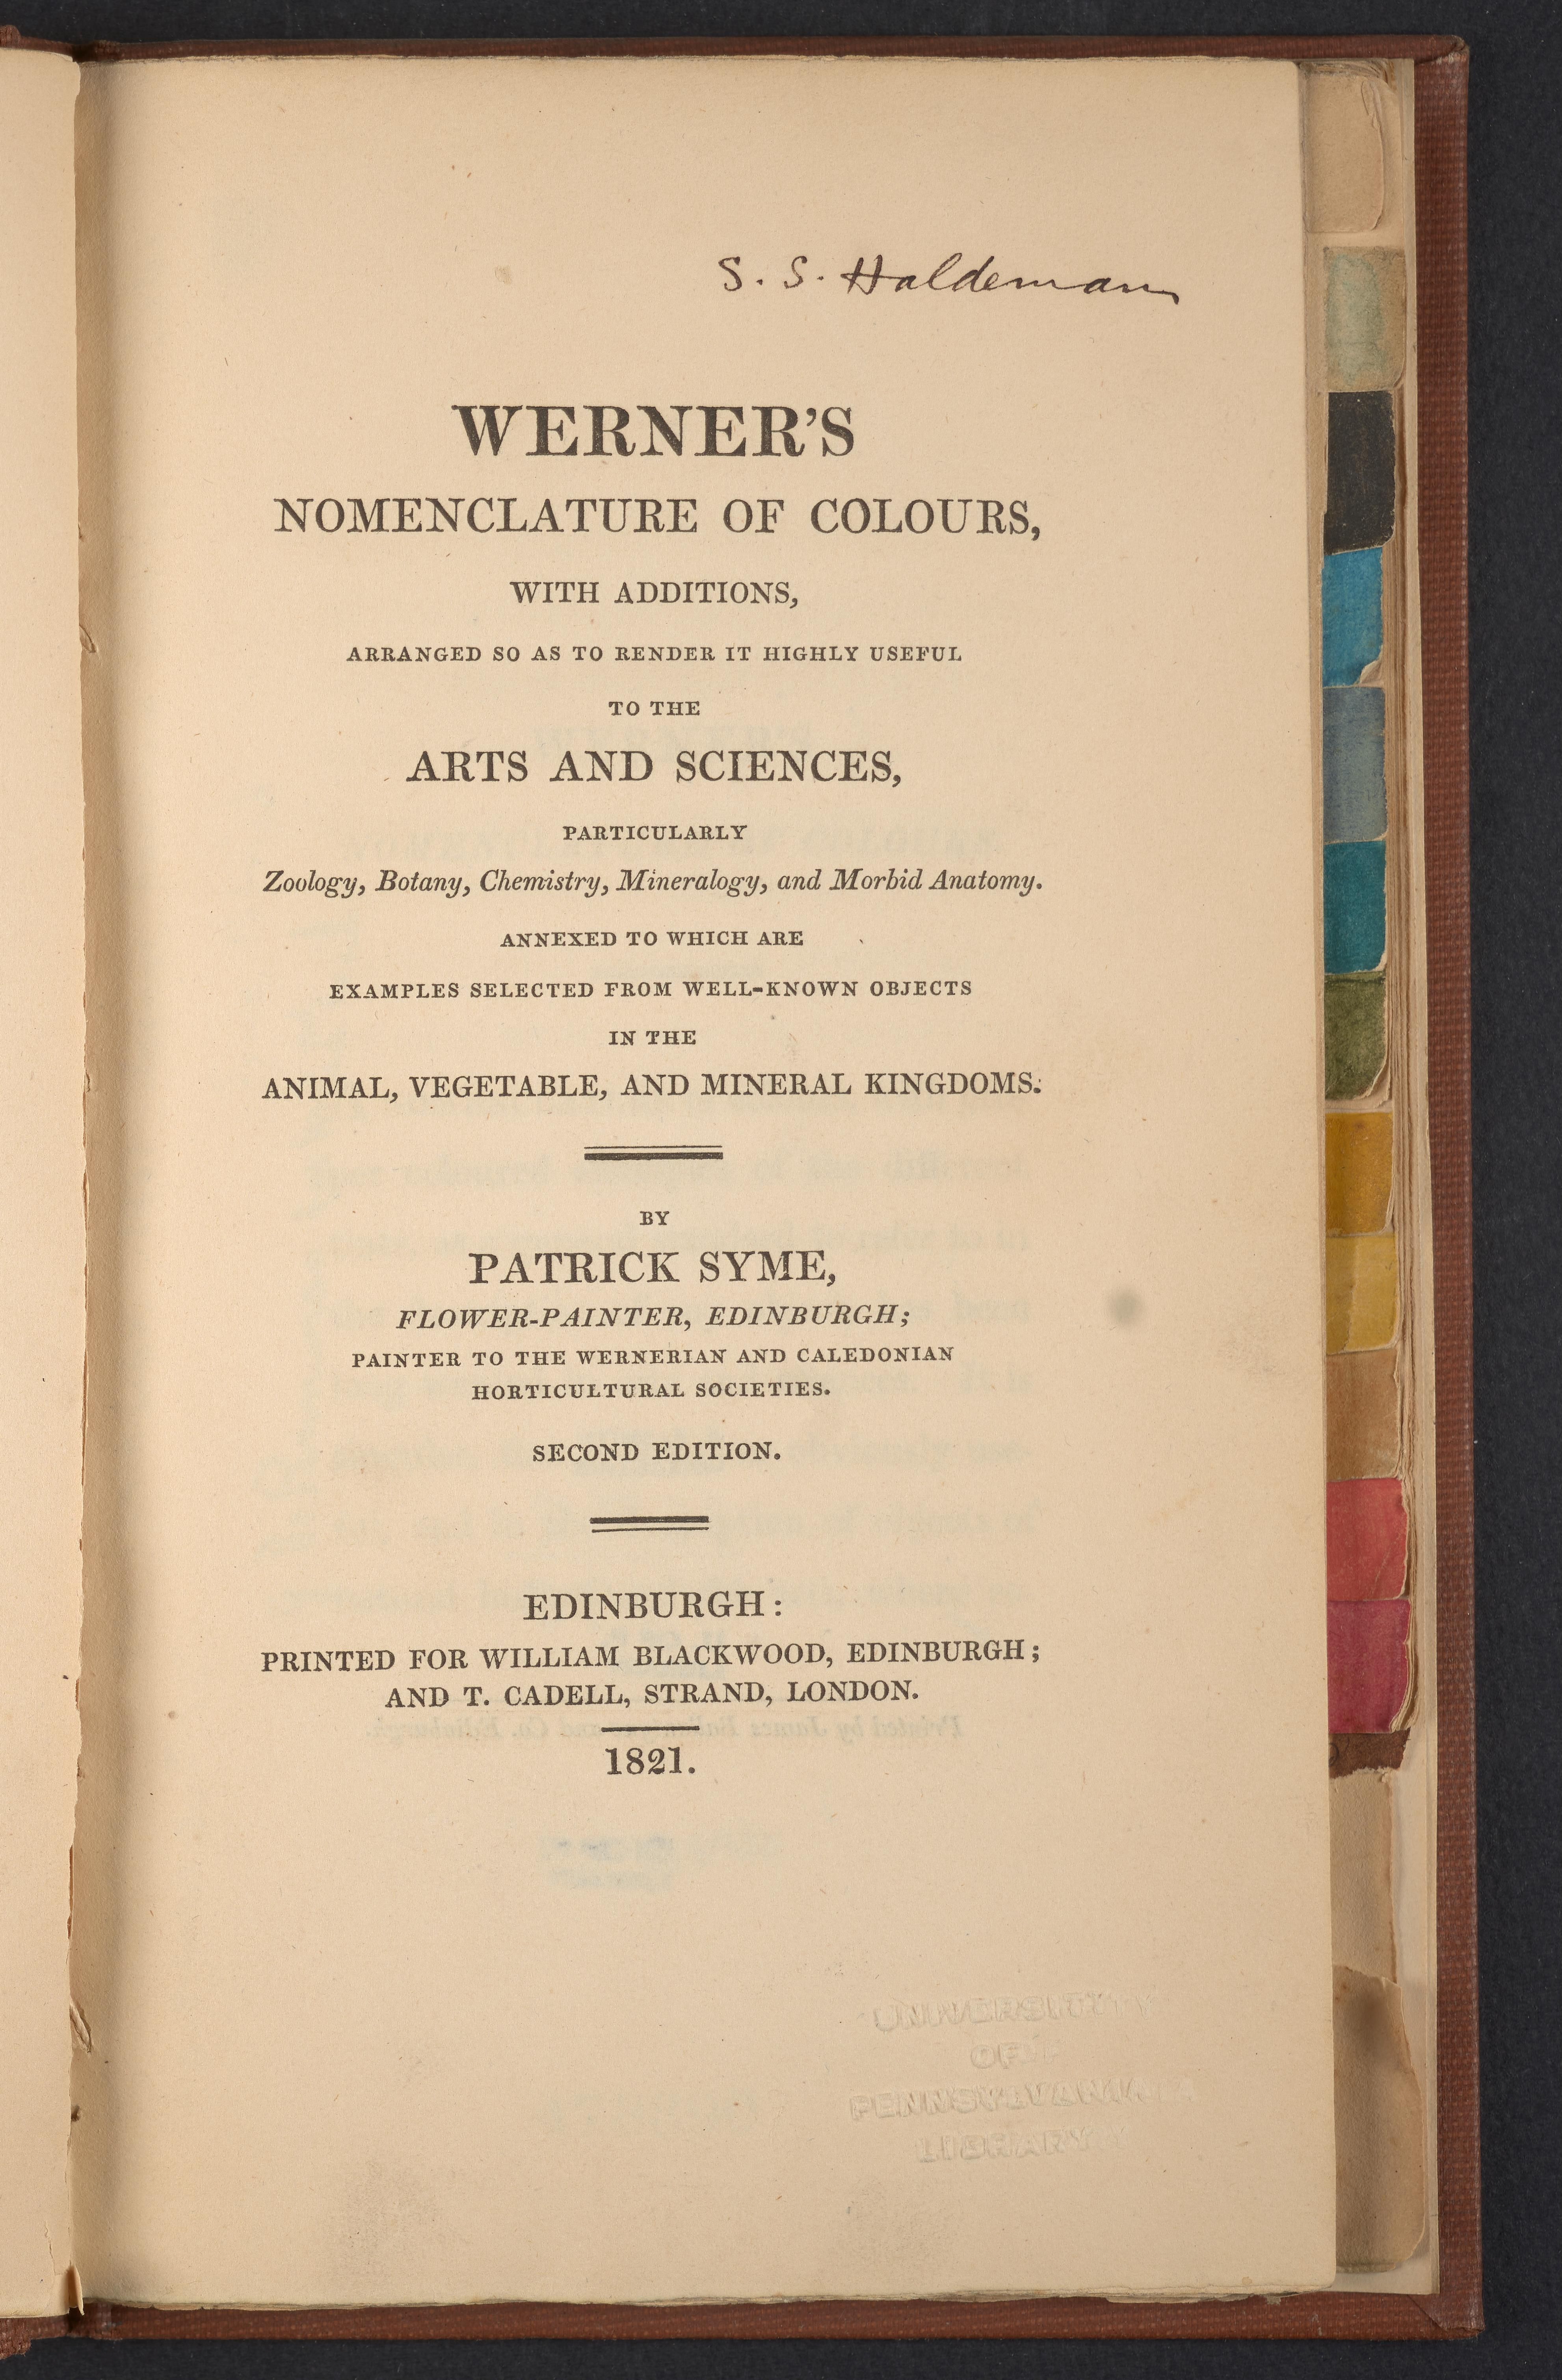 S. S. Haldeman
WERNER'S
NOMENCLATURE OF COLOURS,
WITH ADDITIONS,
ARRANGED SO AS TO RENDER IT HIGHLY USEFUL
TO THE
ARTS AND SCIENCES,
PARTICULARLY
Zoology, Botany, Chemistry, Mineralogy, and Morbid Anatomy.
ANNEXED TO WHICH ARE
EXAMPLES SELECTED FROM WELL-KNOWN OBJECTS
IN THE
ANIMAL, VEGETABLE, AND MINERAL KINGDOMS.
BY
PATRICK SYME,
FLOWER-PAINTER, EDINBURGH;
PAINTER TO THE WERNERIAN AND CALEDONIAN
HORTICULTURAL SOCIETIES.
SECOND EDITION.
EDINBURGH:
PRINTED FOR WILLIAM BLACKWOOD, EDINBURGH;
AND T. CADELL, STRAND, LONDON.
1821.
UNIVERSITY
OF
PENNSYLVANIA
LIBRARY